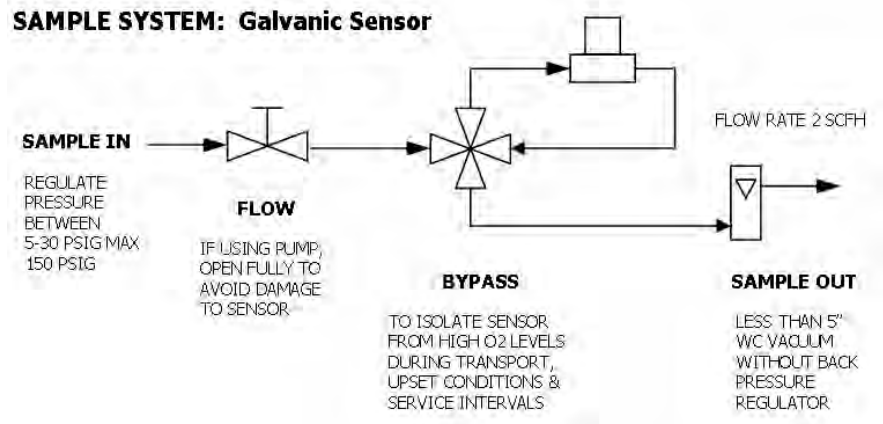 SAMPLE SYSTEM: Galvanic Sensor
FLOW RATE 2 SCFH
SAMPLE IN
REGULATE
PRESSURE
BETWEEN
5-30 PSIG MAX
150 PSIG
FLOW
IF USING PUMP,
OPEN FULLY TO
AVOID DAMAGE
TO SENSOR
BYPASS
TO ISOLATE SENSOR
FROM HIGH O2 LEVELS
DURING TRANSPORT,
UPSET CONDITIONS &
SERVICE INTERVALS
SAMPLE OUT
LESS THAN 5"
WC VACUUM
WITHOUT BACK
PRESSURE
REGULATOR